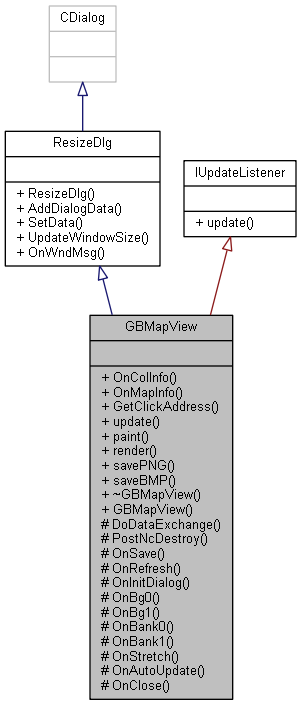 CDialog
ResizeDlg
+ ResizeDlg()
+ AddDialogData()
+ SetData()
+ UpdateWindowSize()
+ OnWndMsg()
IUpdateListener
+ update()
GBMapView
+ OnColInfo()
+ OnMapInfo()
+ GetClickAddress()
+ update()
+ paint()
+ render()
+ savePNG()
+ saveBMP()
+ ~GBMapView()
+ GBMapView()
# DoDataExchange()
# PostNcDestroy()
# OnSave()
# OnRefresh()
# OnInitDialog()
# OnBg0()
# OnBg1()
# OnBank0()
# OnBank1()
# OnStretch()
# OnAutoUpdate()
# OnClose()